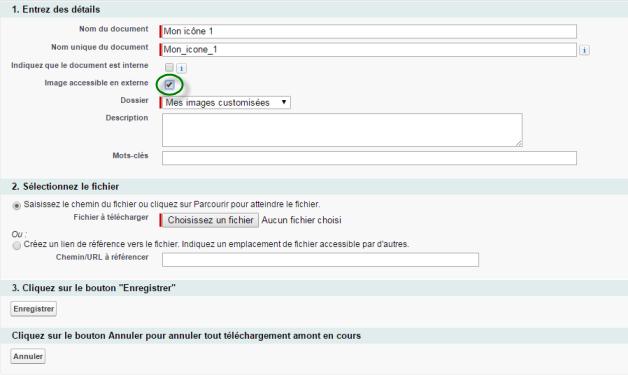 1. Entrez des détails
Nom du document Mon icône 1
Nom unique du document Mon_icone_1 i
Indiquez que le document est interne i
Image accessible en externe
Dossier Mes images customisées
Description
Mots-clés
2. Sélectionnez le fichier
Saisissez le chemin du fichier ou cliquez sur Parcourir pour atteindre le fichier.
Fichier à télécharger Choisissez un fichier Aucun fichier choisi
Ou :
Créez un lien de référence vers le fichier. Indiquez un emplacement de fichier accessible par d'autres.
Chemin/URL à référencer
3. Cliquez sur le bouton "Enregistrer"
Enregistrer
Cliquez sur le bouton Annuler pour annuler tout téléchargement amont en cours
Annuler